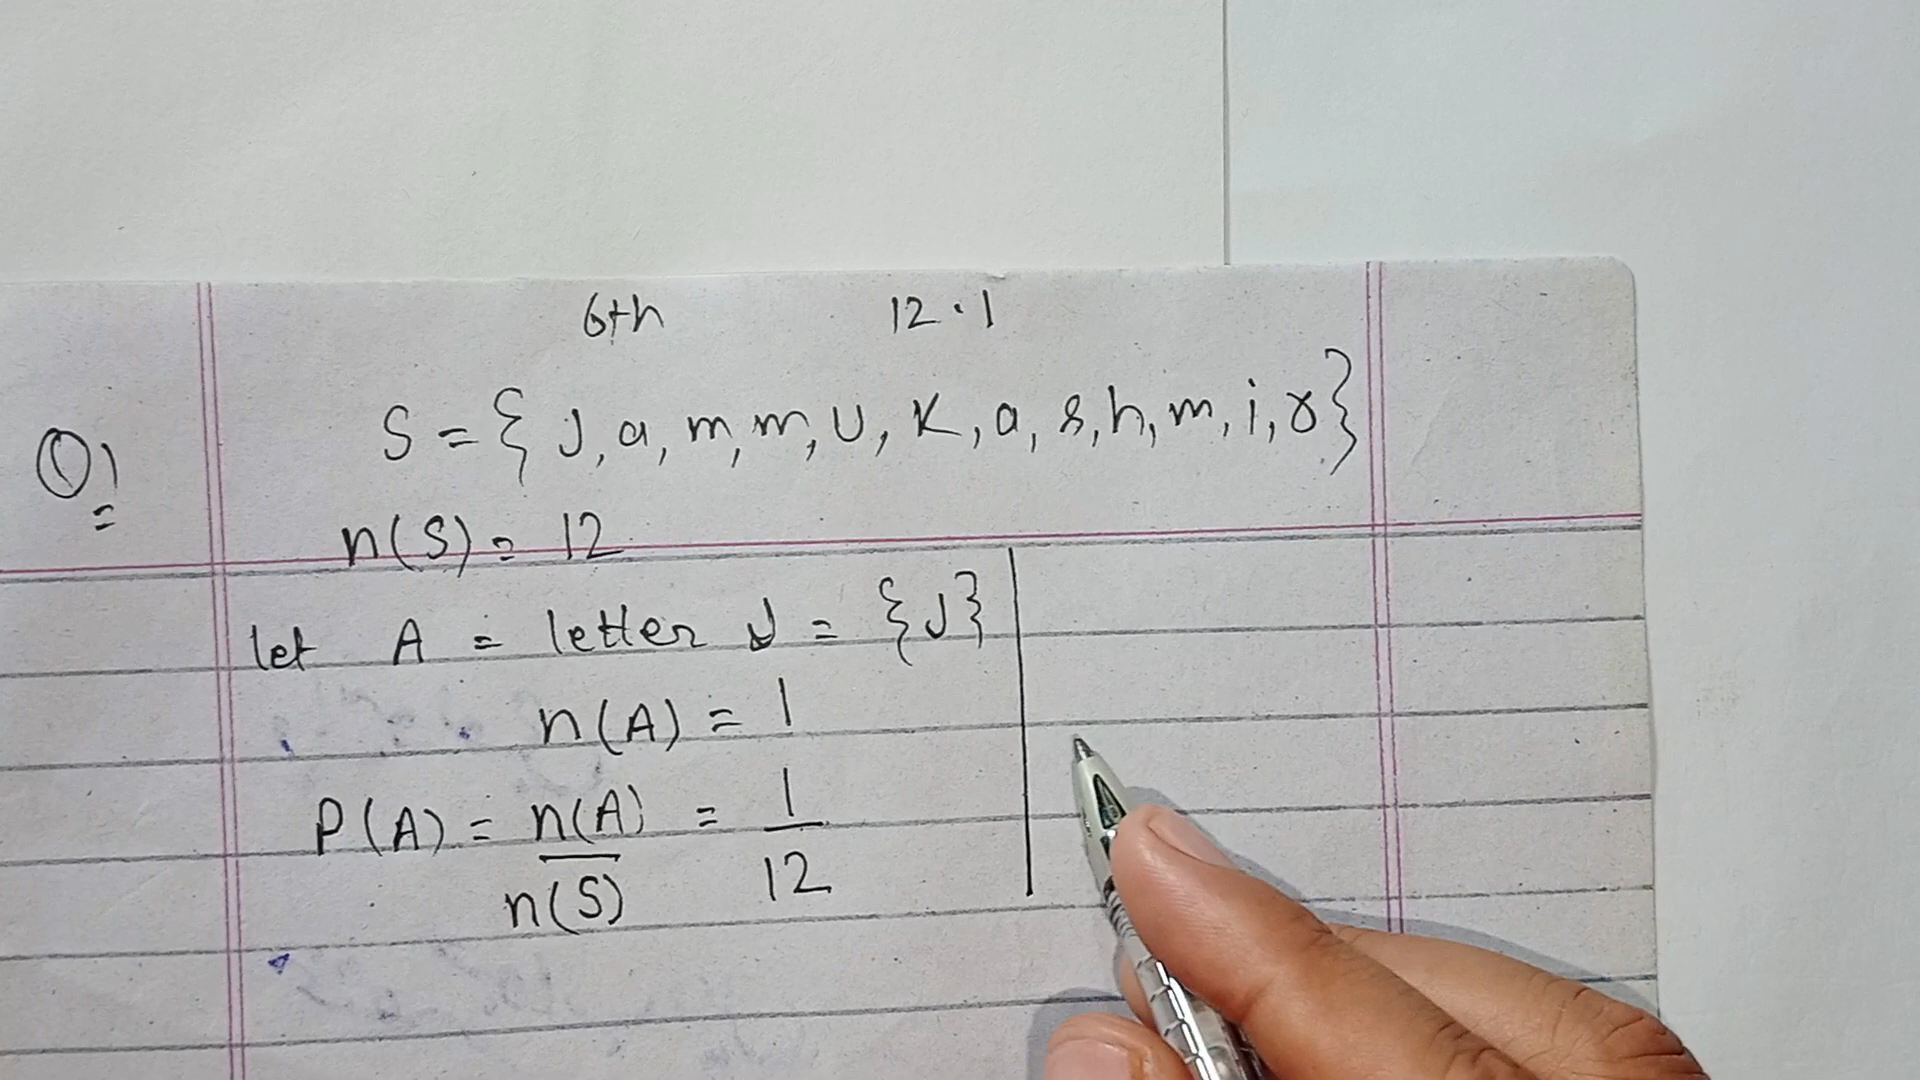 6th 12.1
Q1 S = { J, a, m, m, U, K, a, s, h, m, i, r }
n(S) = 12
let A = letter J = {J}
n(A) = 1
P(A) = n(A) = 1
n(S) 12